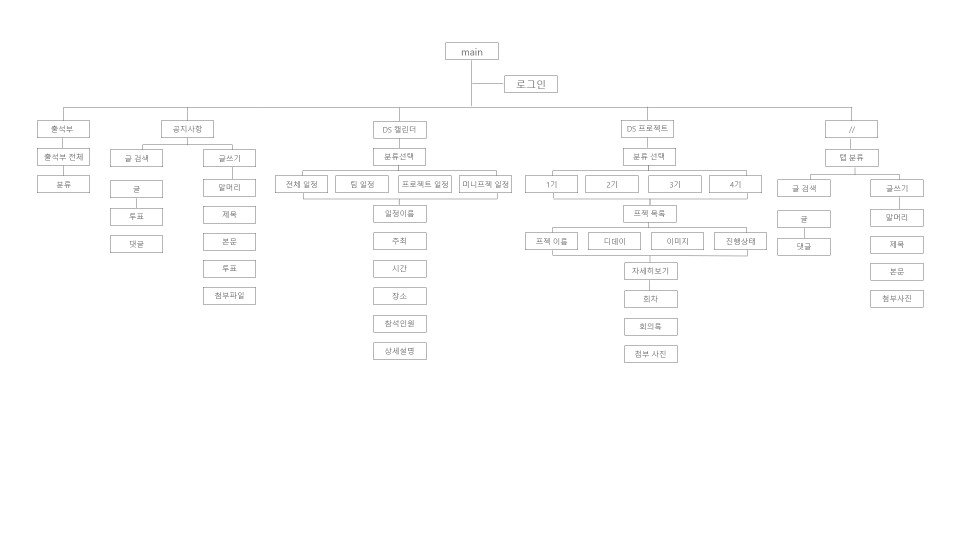 main
로그인
출석부
공지사항
DS 캘린더
DS 프로젝트
//
출석부 전체
글 검색
글쓰기
분류선택
분류 선택
탭 분류
분류
글
말머리
전체 일정
팀 일정
프로젝트 일정
미니프젝 일정
1기
2기
3기
4기
글 검색
글쓰기
투표
제목
일정이름
프젝 목록
글
말머리
댓글
본문
주최
프젝 이름
디데이
이미지
진행상태
댓글
제목
투표
시간
자세히보기
본문
첨부파일
장소
회차
첨부사진
참석인원
회의록
상세설명
첨부 사진